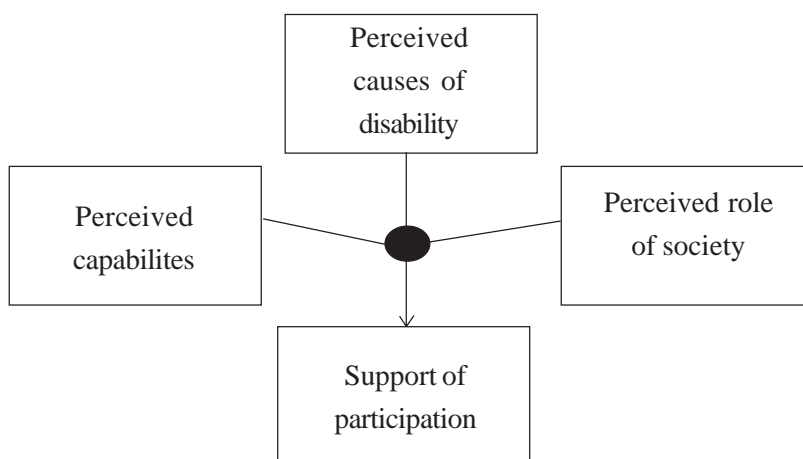 Perceived
causes of
disability
Perceived
capabilites
Perceived role
of society
Support of
participation